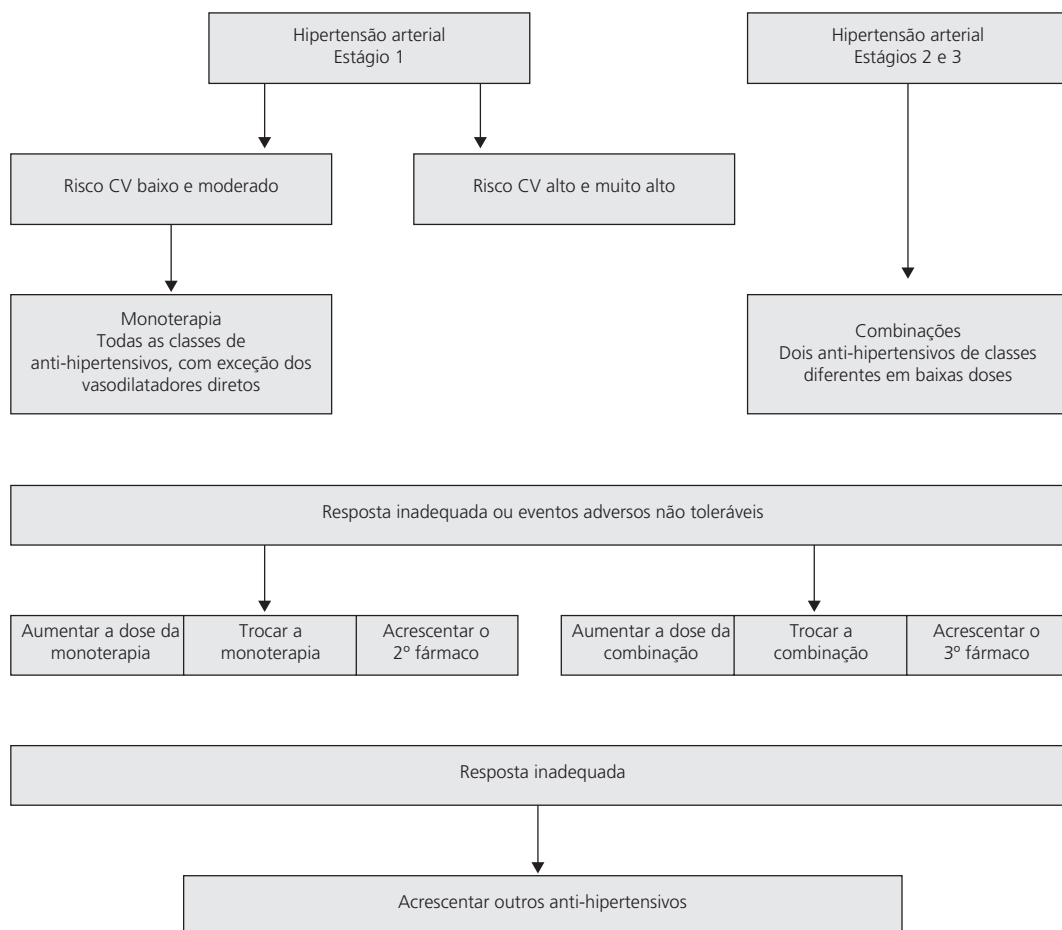 Hipertensão arterial
Estágio 1
Hipertensão arterial
Estágios 2 e 3
Risco CV baixo e moderado
Risco CV alto e muito alto
Monoterapia
Todas as classes de
anti-hipertensivos, com exceção dos
vasodilatadores diretos
Combinações
Dois anti-hipertensivos de classes
diferentes em baixas doses
Resposta inadequada ou eventos adversos não toleráveis
Aumentar a dose da
monoterapia
Trocar a
monoterapia
Acrescentar o
2º fármaco
Aumentar a dose da
combinação
Trocar a
combinação
Acrescentar o
3º fármaco
Resposta inadequada
Acrescentar outros anti-hipertensivos